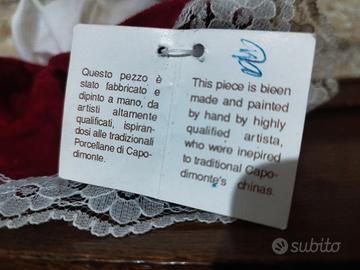 Questo pezzo è
stato fabbricato e
dipinto a mano, da
artisti altamente
qualificati, ispiran-
dosi alle tradizionali
Porcellane di Capo-
dimonte.
This piece is bieen
made and painted
by hand by highly
qualified artista,
who were inepired
to traditional Capo-
dimonte's chinas.
subito